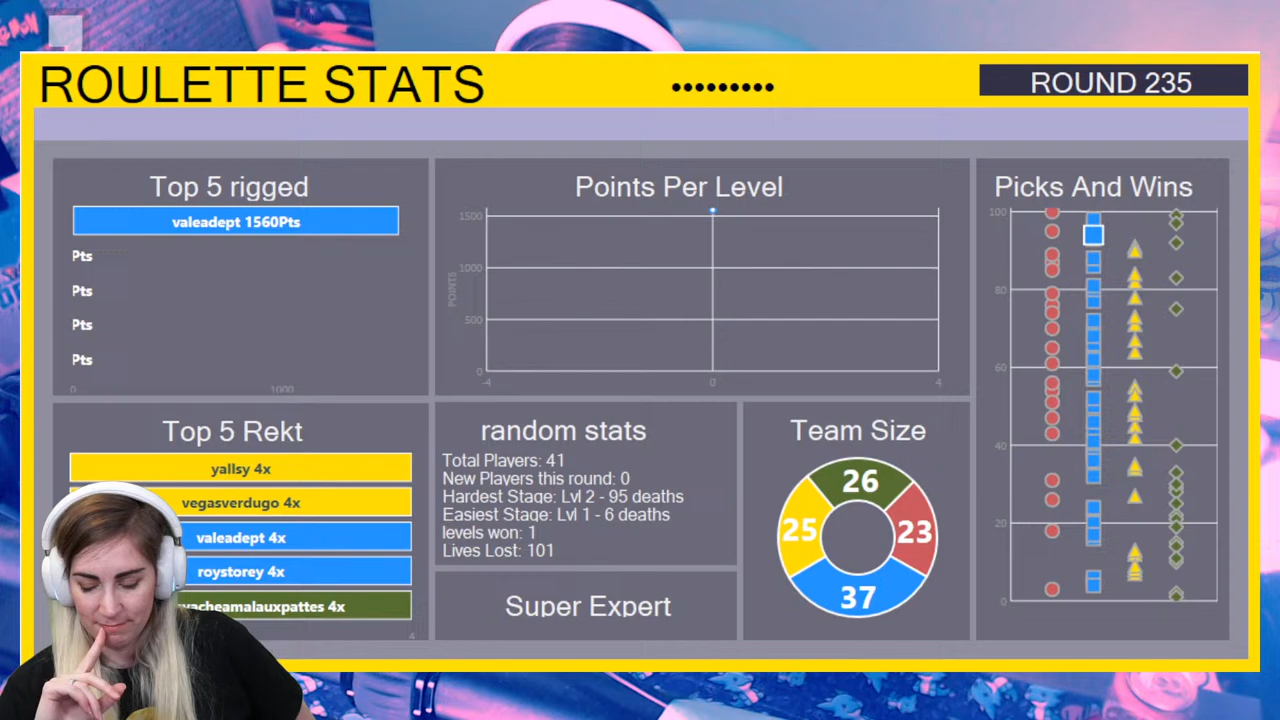 ROULETTE STATS
•••••••••
ROUND 235
Top 5 rigged
valeadept 1560Pts
Pts
Pts
Pts
Pts
0
1000
Points Per Level
POINTS
1500
1000
500
0
-4
0
4
Picks And Wins
100
80
60
40
20
0
Top 5 Rekt
yallsy 4x
vegasverdugo 4x
valeadept 4x
roystorey 4x
vacheamalauxpattes 4x
4
random stats
Total Players: 41
New Players this round: 0
Hardest Stage: Lvl 2 - 95 deaths
Easiest Stage: Lvl 1 - 6 deaths
levels won: 1
Lives Lost: 101
Super Expert
Team Size
26
25
23
37